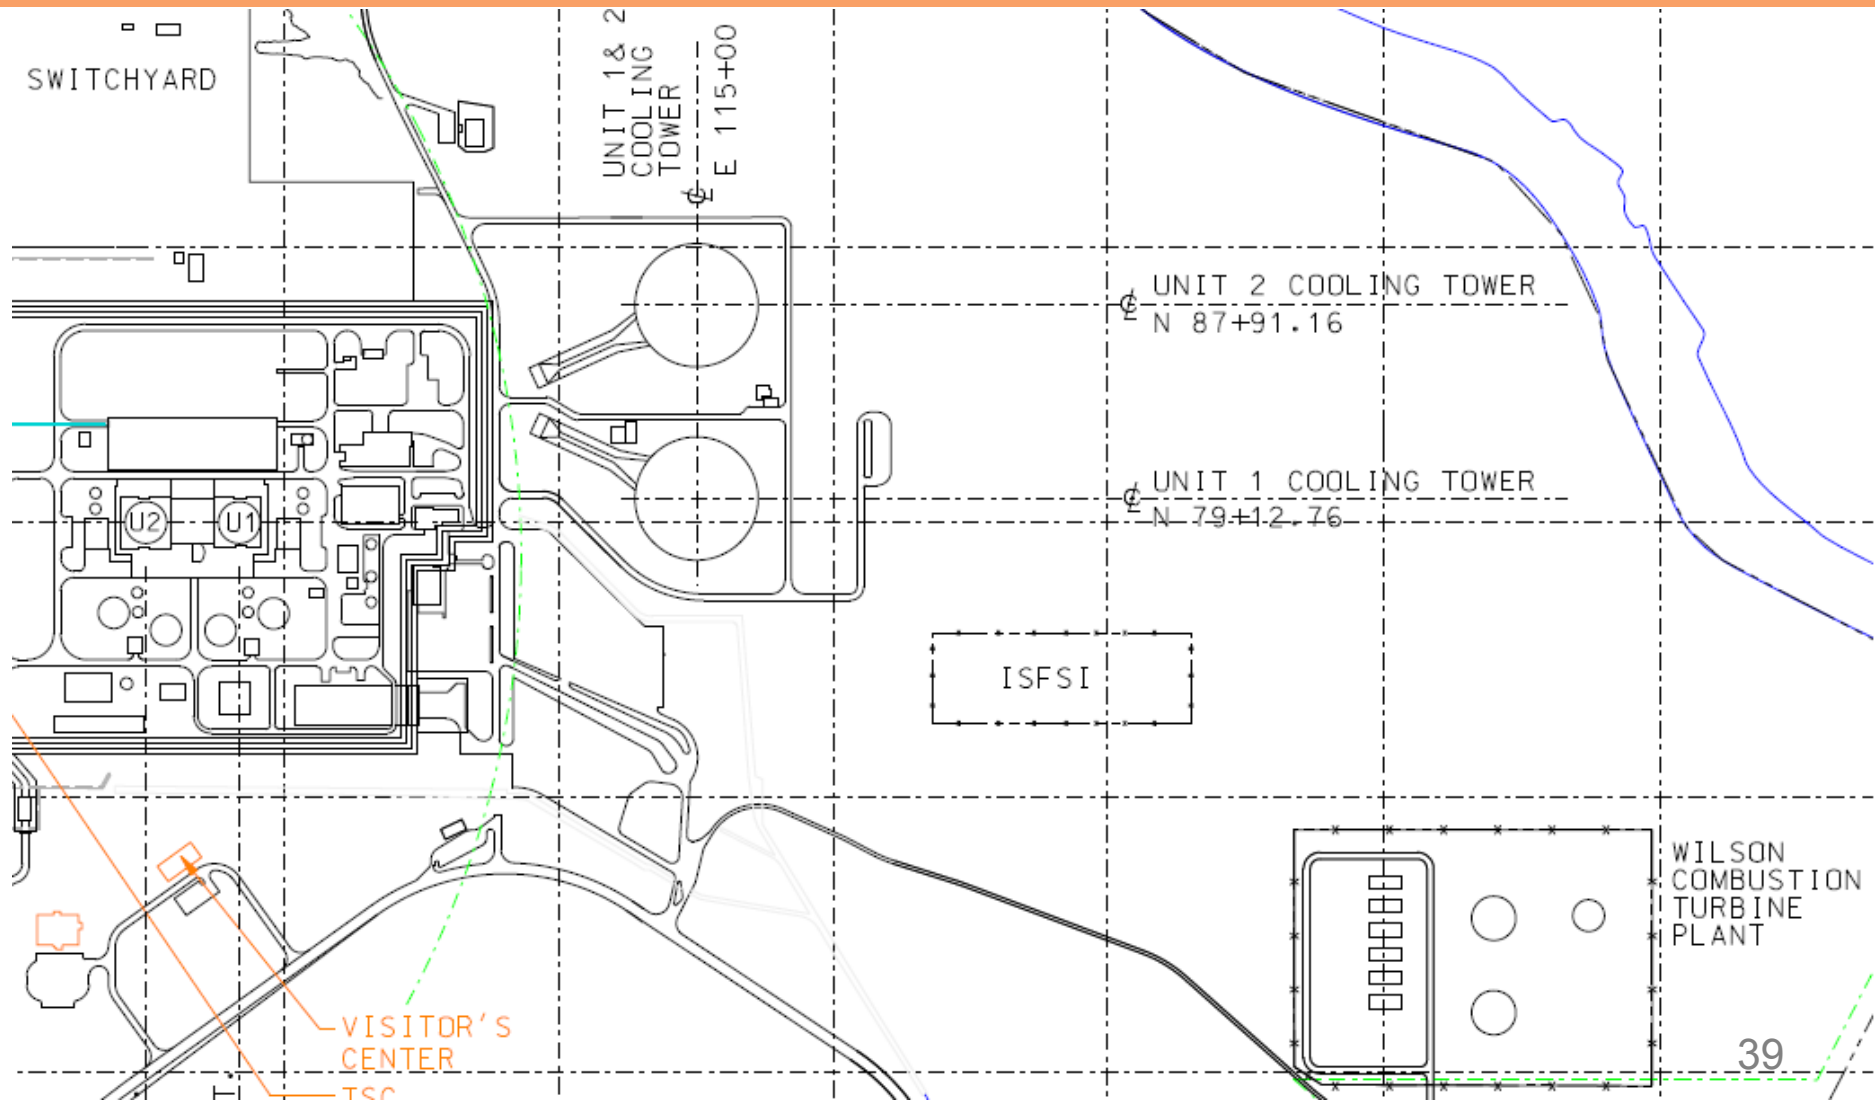 SWITCHYARD
UNIT 1& 2
COOLING
TOWER
E 115+00
UNIT 2 COOLING TOWER
N 87+91.16
UNIT 1 COOLING TOWER
N 79+12.76
U2
U1
ISFSI
WILSON
COMBUSTION
TURBINE
PLANT
VISITOR'S
CENTER
TSC
39